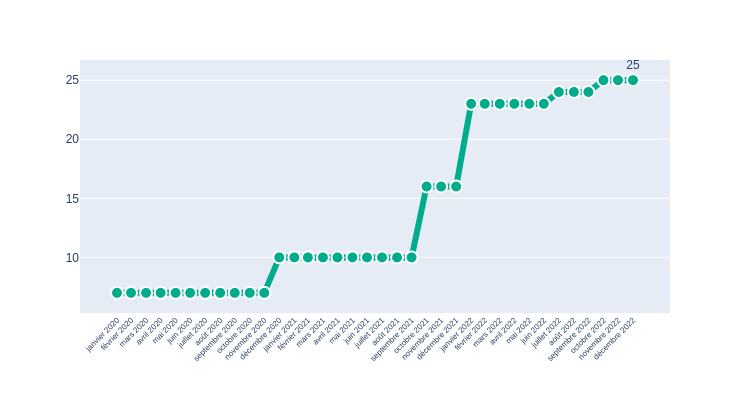 25
25
20
15
10
janvier 2020
février 2020
mars 2020
avril 2020
mai 2020
juin 2020
juillet 2020
août 2020
septembre 2020
octobre 2020
novembre 2020
décembre 2020
janvier 2021
février 2021
mars 2021
avril 2021
mai 2021
juin 2021
juillet 2021
août 2021
septembre 2021
octobre 2021
novembre 2021
décembre 2021
janvier 2022
février 2022
mars 2022
avril 2022
mai 2022
juin 2022
juillet 2022
août 2022
septembre 2022
octobre 2022
novembre 2022
décembre 2022